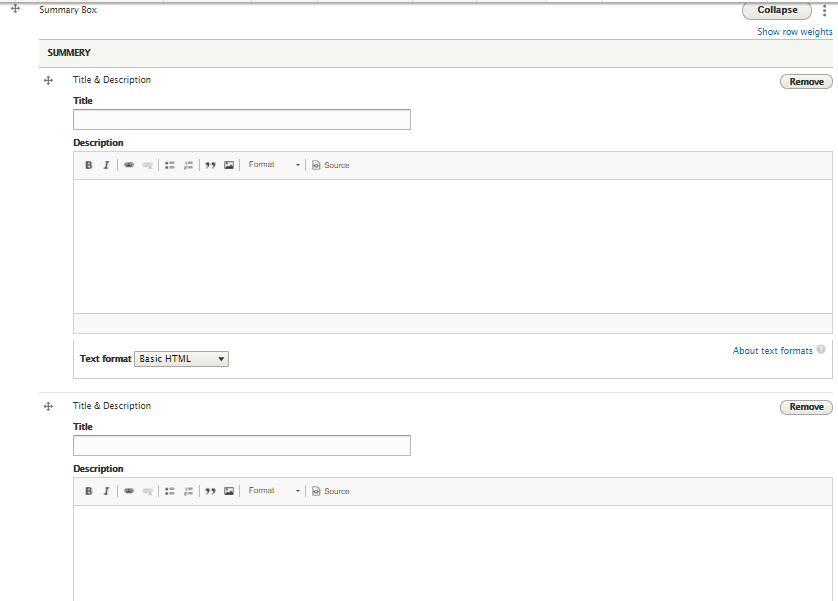 Summary Box Collapse
Show row weights
SUMMERY
Title & Description Remove
Title
Description
B I Format Source
Text format Basic HTML About text formats ?
Title & Description Remove
Title
Description
B I Format Source